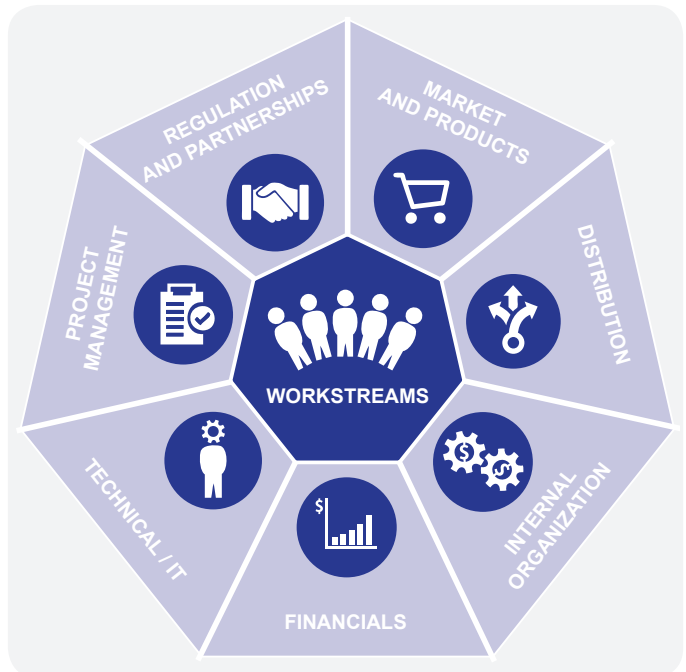 REGULATION
AND PARTNERSHIPS
MARKET
AND PRODUCTS
PROJECT
MANAGEMENT
DISTRIBUTION
WORKSTREAMS
TECHNICAL / IT
$
$
$
INTERNAL
ORGANIZATION
FINANCIALS